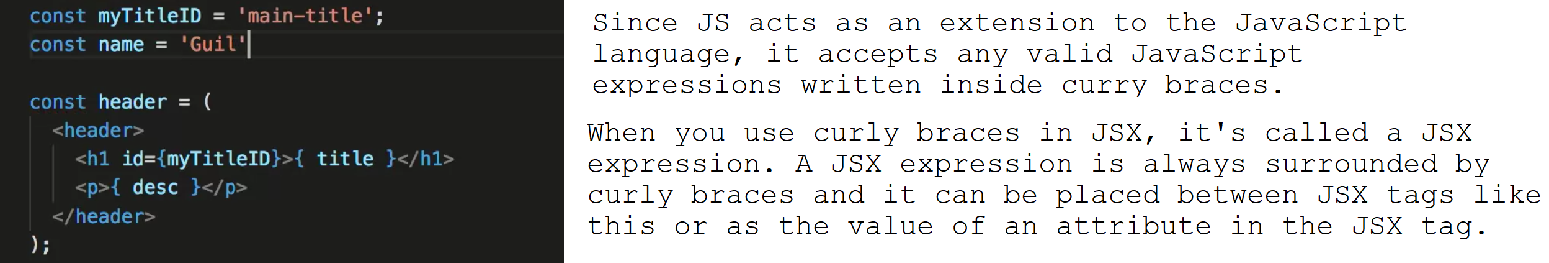 const myTitleID = 'main-title';
const name = 'Guil'
const header = (
<header>
<h1 id={myTitleID}>{ title }</h1>
<p>{ desc }</p>
</header>
);
Since JS acts as an extension to the JavaScript
language, it accepts any valid JavaScript
expressions written inside curry braces.
When you use curly braces in JSX, it's called a JSX
expression. A JSX expression is always surrounded by
curly braces and it can be placed between JSX tags like
this or as the value of an attribute in the JSX tag.